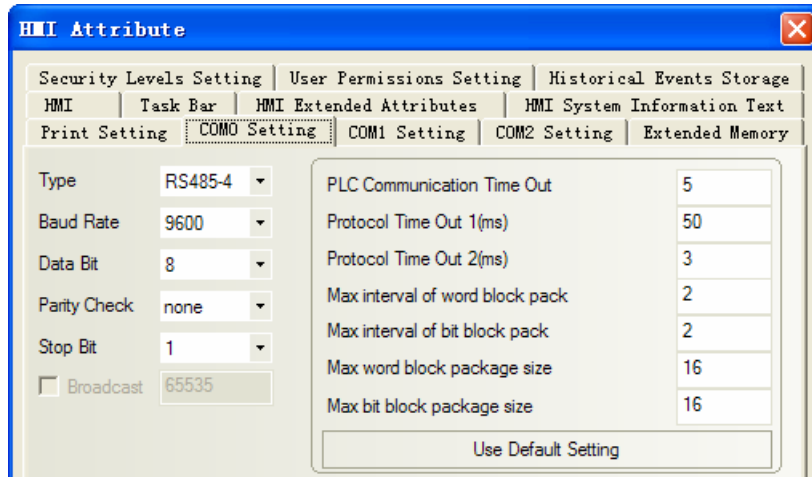 HMI Attribute
Security Levels Setting User Permissions Setting Historical Events Storage
HMI Task Bar HMI Extended Attributes HMI System Information Text
Print Setting COM0 Setting COM1 Setting COM2 Setting Extended Memory
Type RS485-4
Baud Rate 9600
Data Bit 8
Parity Check none
Stop Bit 1
Broadcast 65535
PLC Communication Time Out 5
Protocol Time Out 1(ms) 50
Protocol Time Out 2(ms) 3
Max interval of word block pack 2
Max interval of bit block pack 2
Max word block package size 16
Max bit block package size 16
Use Default Setting